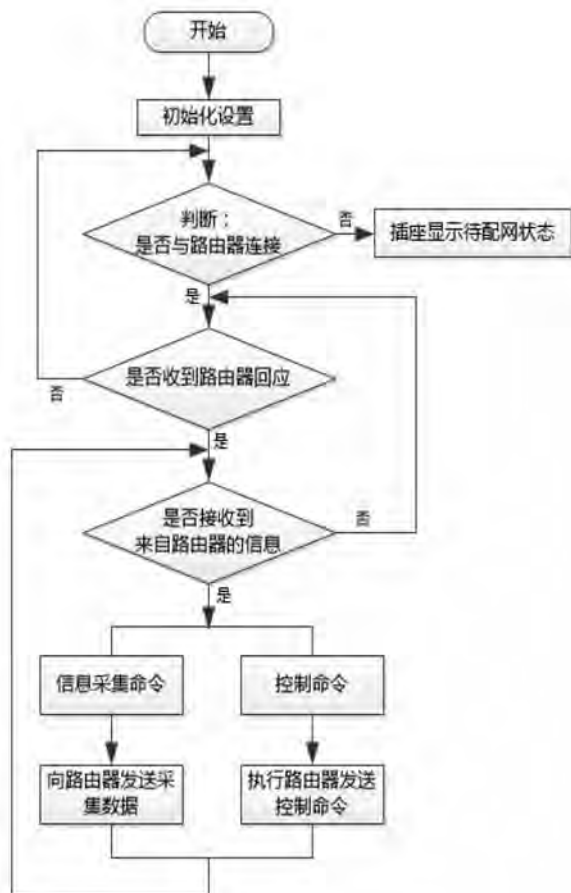 开始
初始化设置
判断：
是否与路由器连接
否
插座显示待配网状态
是
是否收到路由器回应
否
是
是否接收到
来自路由器的信息
否
是
信息采集命令
控制命令
向路由器发送采
集数据
执行路由器发送
控制命令